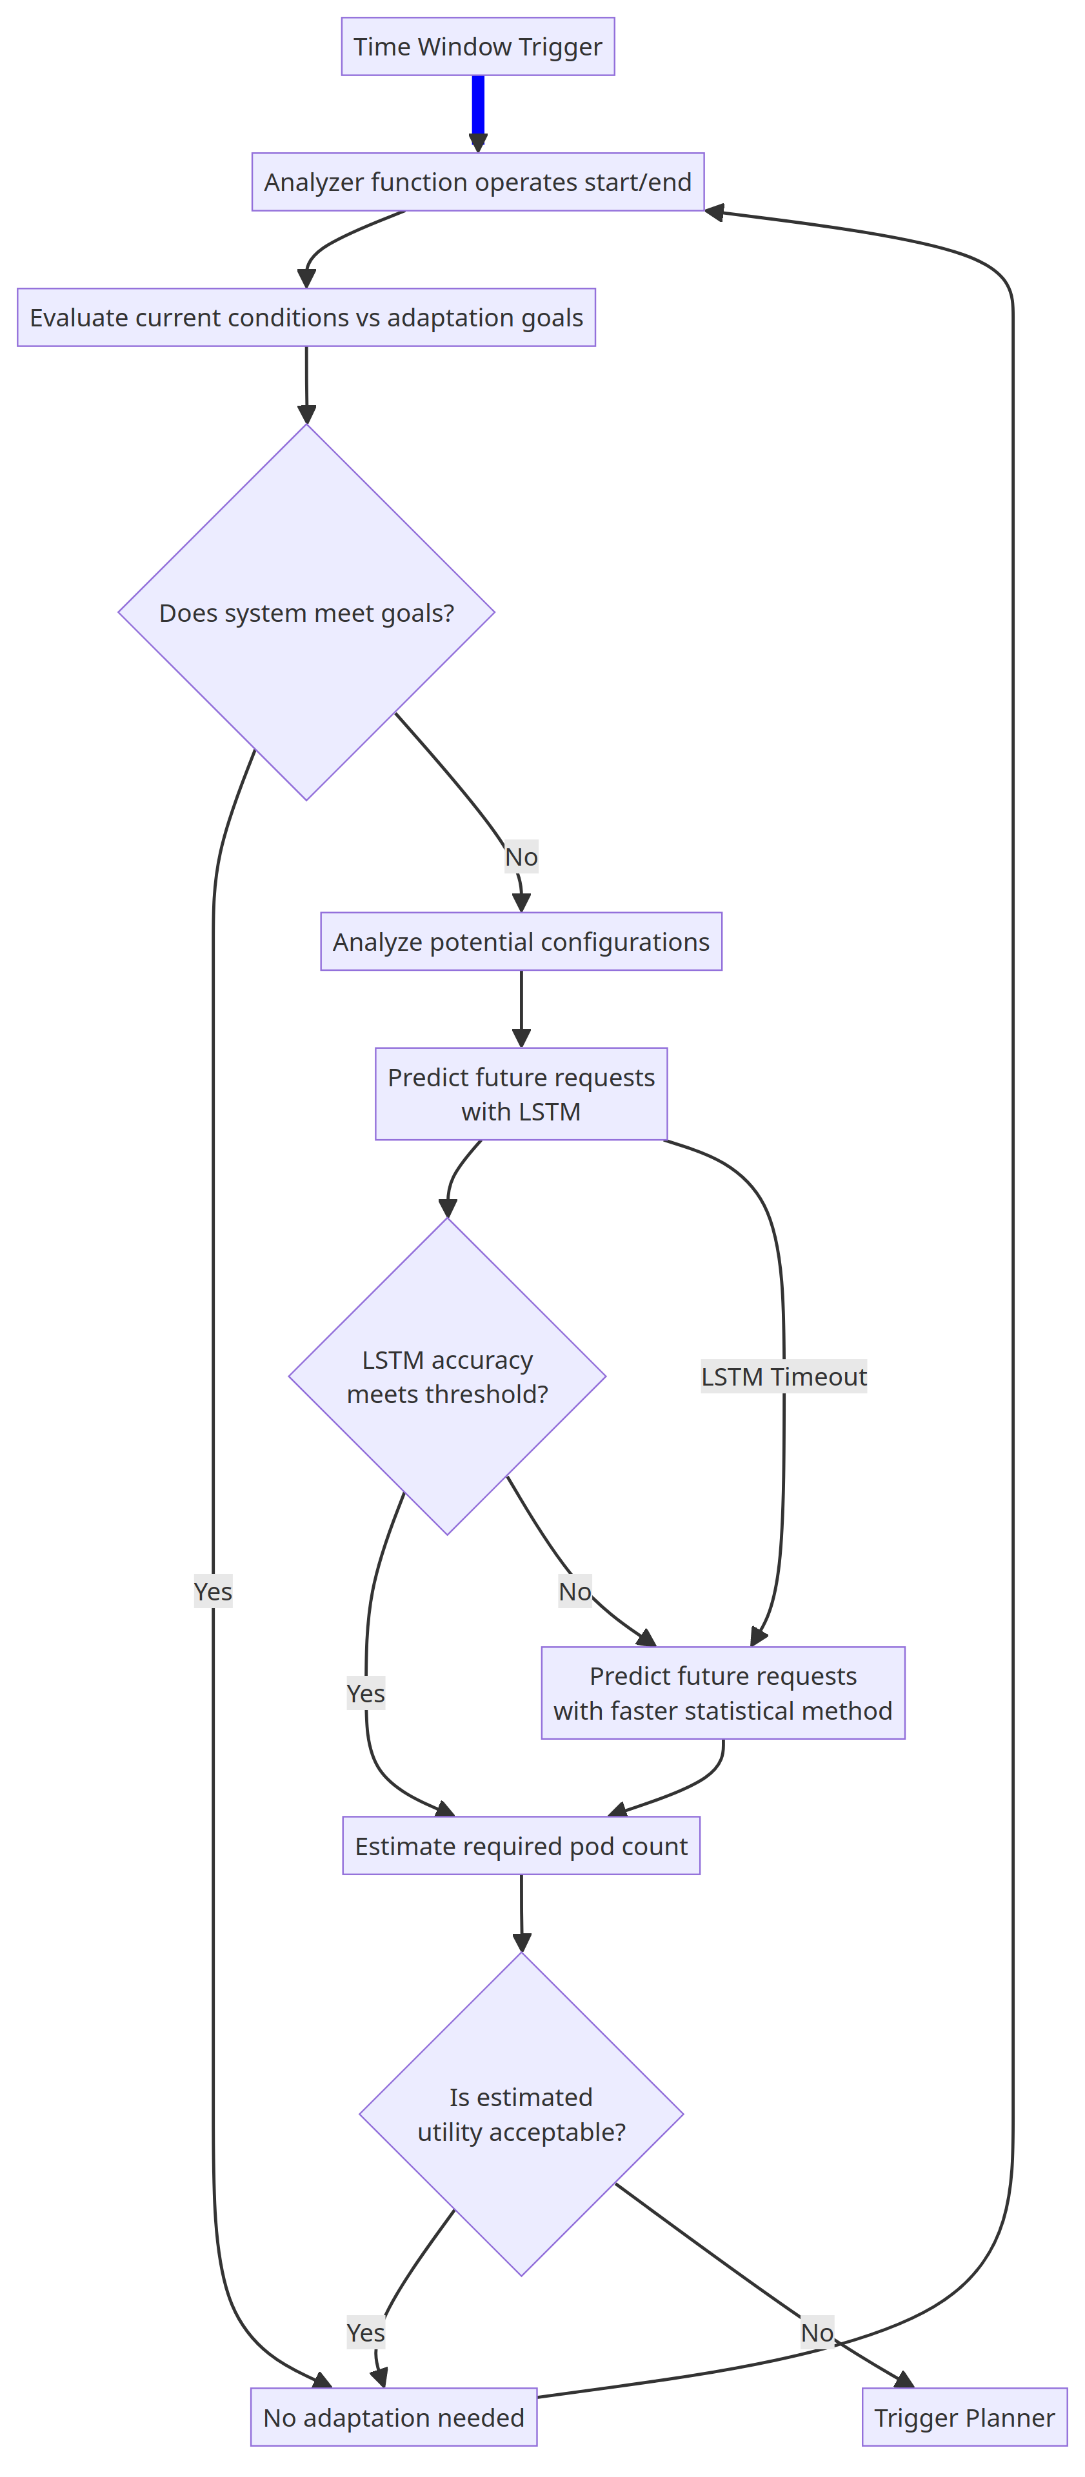 Time Window Trigger
Analyzer function operates start/end
Evaluate current conditions vs adaptation goals
Does system meet goals?
No
Analyze potential configurations
Predict future requests
with LSTM
LSTM accuracy
meets threshold?
LSTM Timeout
Yes
No
Predict future requests
with faster statistical method
Yes
Estimate required pod count
Is estimated
utility acceptable?
Yes
No
No adaptation needed
Trigger Planner